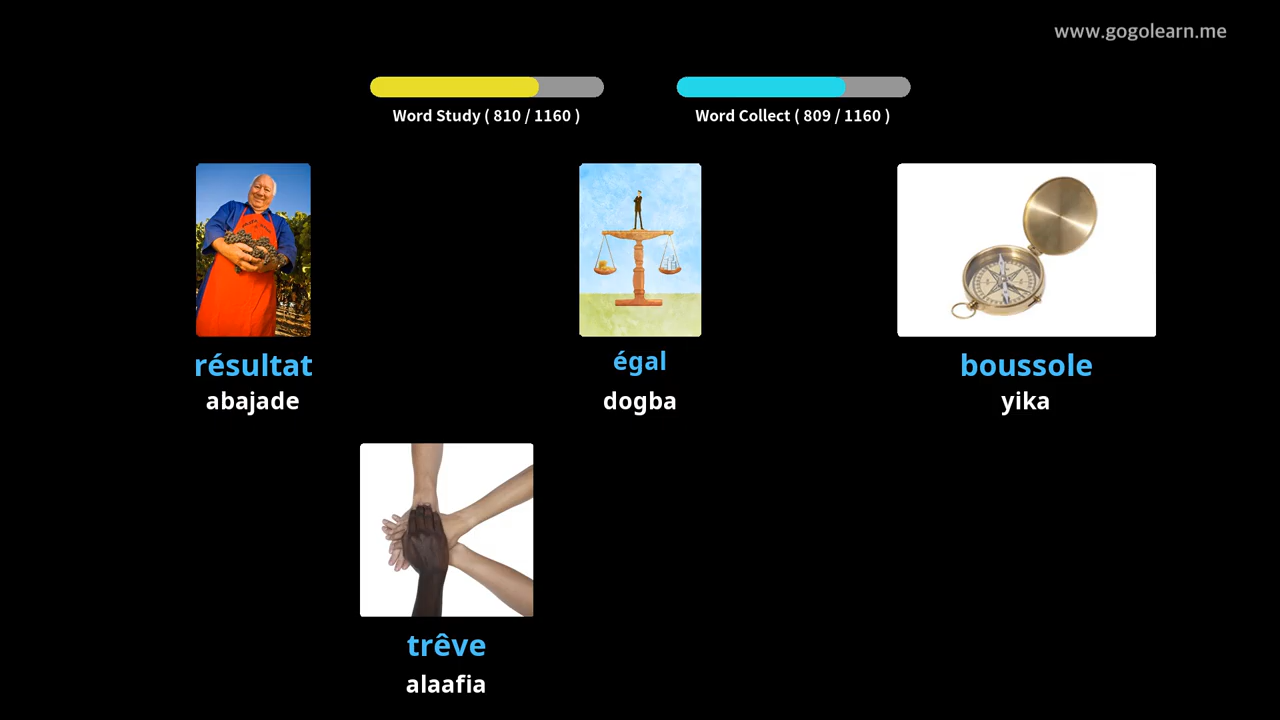 www.gogolearn.me
Word Study ( 810 / 1160 )
Word Collect ( 809 / 1160 )
résultat
abajade
égal
dogba
boussole
yika
trêve
alaafia